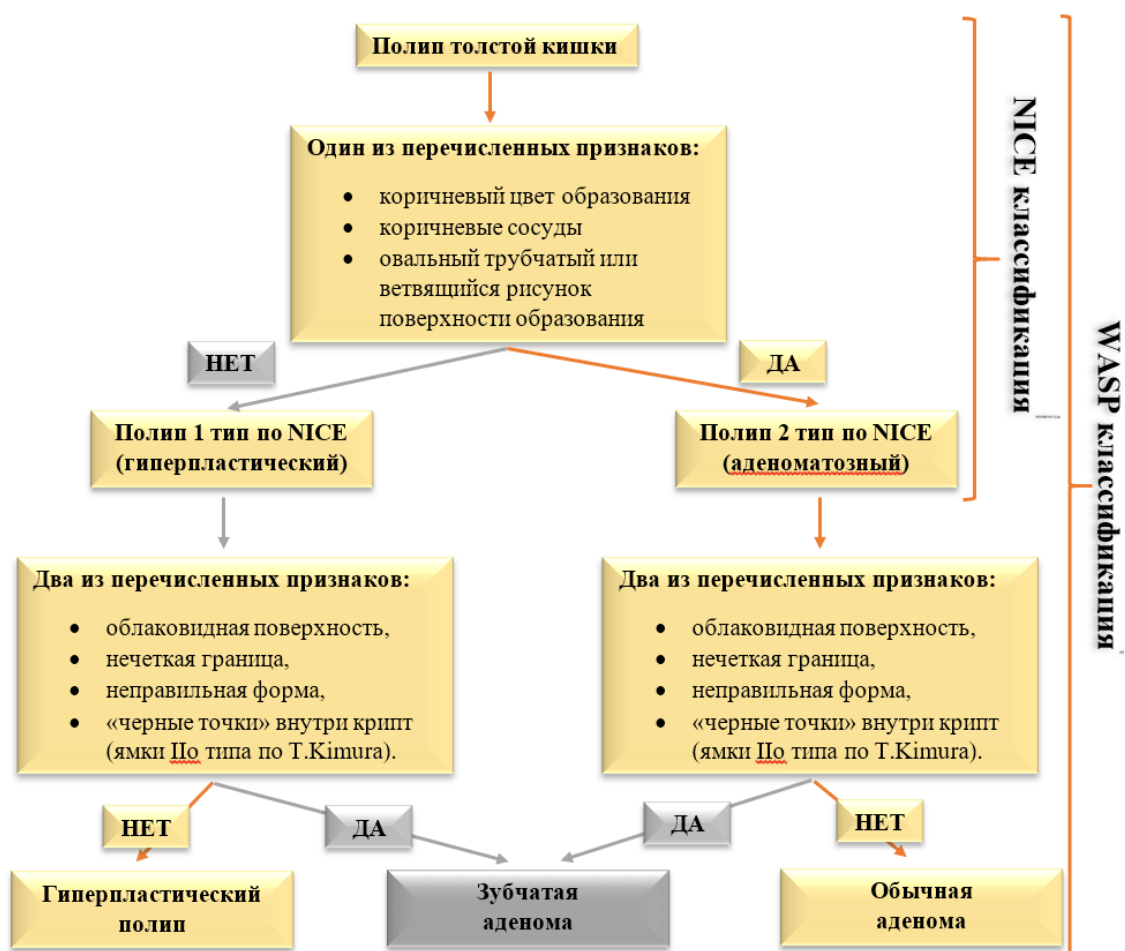 Полип толстой кишки
Один из перечисленных признаков:
• коричневый цвет образования
• коричневые сосуды
• овальный трубчатый или
ветвящийся рисунок
поверхности образования
НЕТ
ДА
Полип 1 тип по NICE
(гиперпластический)
Полип 2 тип по NICE
(аденоматозный)
Два из перечисленных признаков:
• облаковидная поверхность,
• нечеткая граница,
• неправильная форма,
• «черные точки» внутри крипт
(ямки IIо типа по T.Kimura).
Два из перечисленных признаков:
• облаковидная поверхность,
• нечеткая граница,
• неправильная форма,
• «черные точки» внутри крипт
(ямки IIо типа по T.Kimura).
НЕТ
ДА
ДА
НЕТ
Гиперпластический
полип
Зубчатая
аденома
Обычная
аденома
NICE классификация
WASP классификация